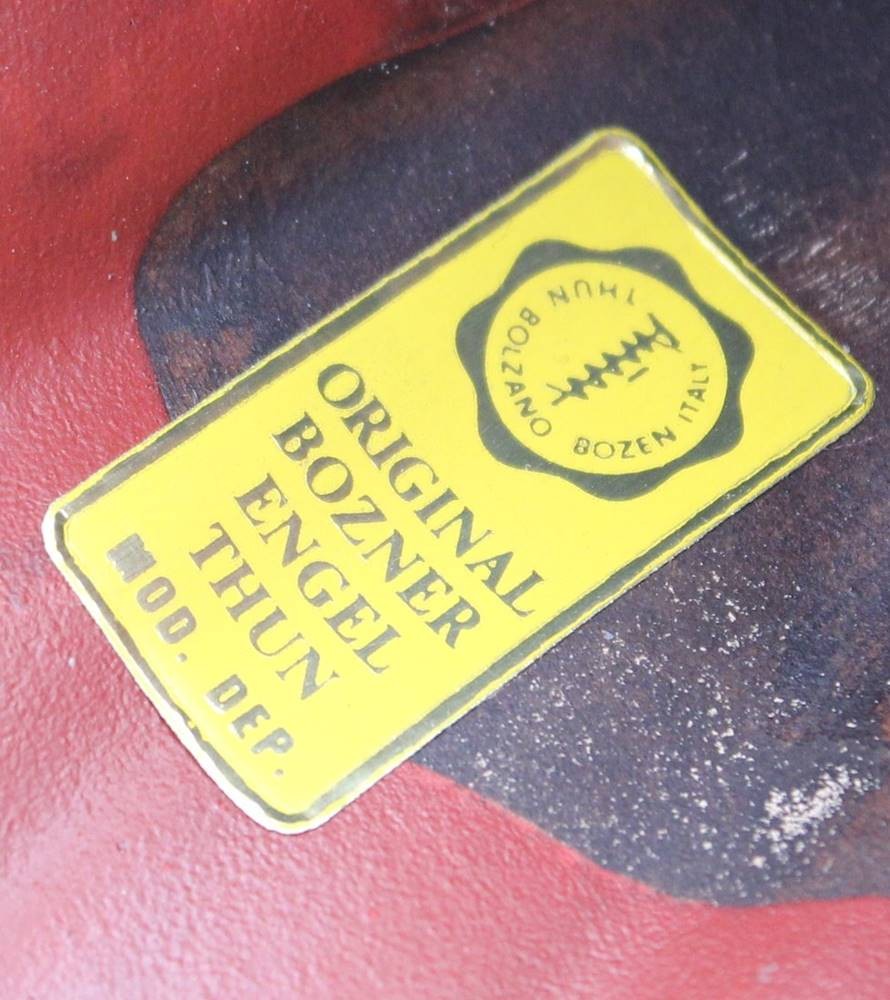 THUN BOLZANO BOZEN ITALY
ORIGINAL
BOZNER
ENGEL
THUN
MOD. DEP.